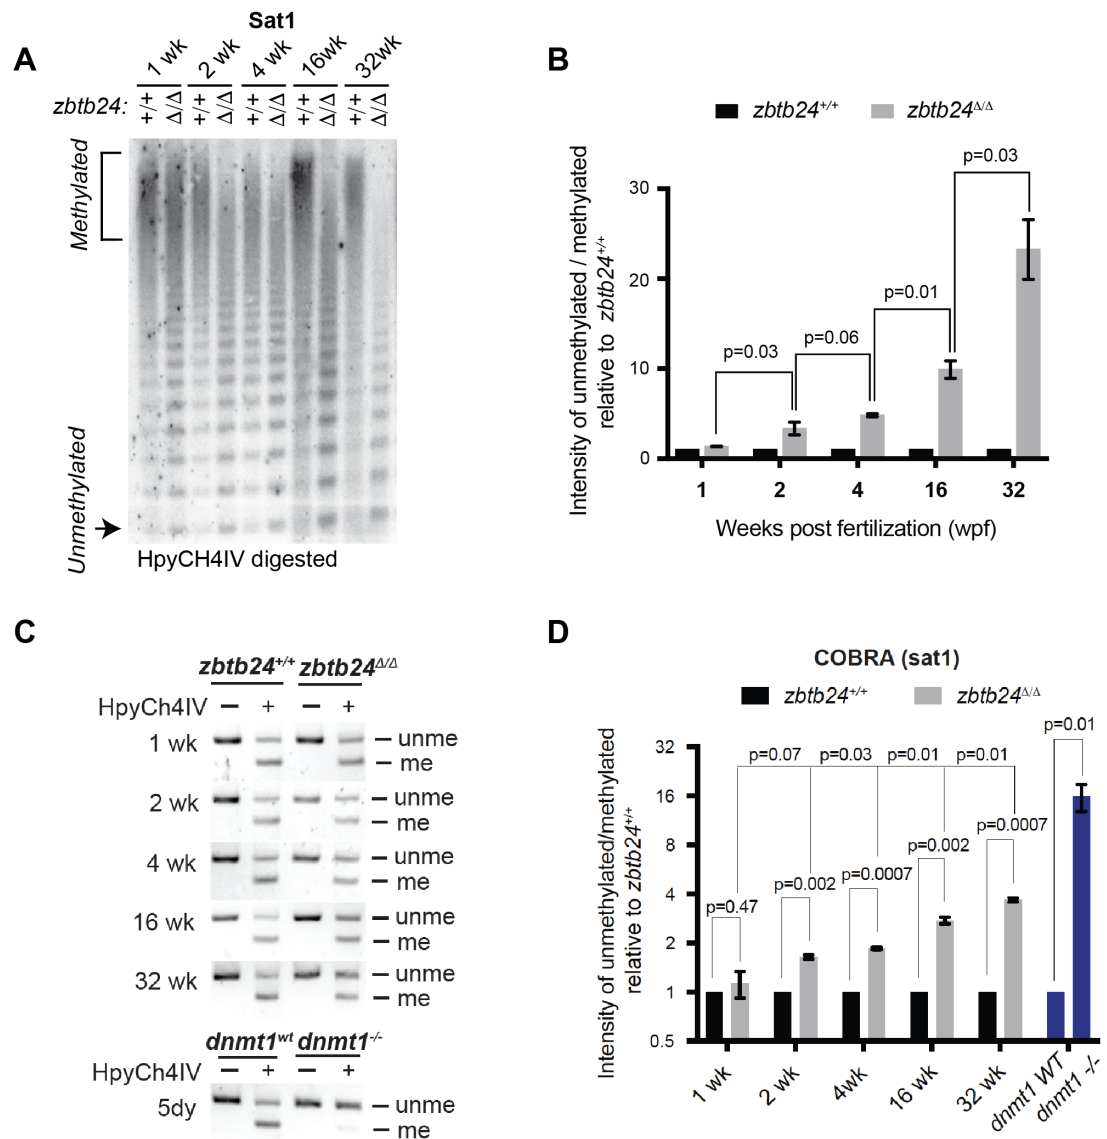 Sat1
A
1 wk 2 wk 4 wk 16wk 32wk
zbtb24: +/+ Δ/Δ +/+ Δ/Δ +/+ Δ/Δ +/+ Δ/Δ +/+ Δ/Δ
Methylated
Unmethylated
HpyCH4IV digested
B
zbtb24+/+ zbtb24Δ/Δ
Intensity of unmethylated / methylated
relative to zbtb24+/+
p=0.03
p=0.01
p=0.06
p=0.03
30
20
10
0
1 2 4 16 32
Weeks post fertilization (wpf)
C
zbtb24+/+ zbtb24Δ/Δ
HpyCh4IV − + − +
1 wk
unme
me
2 wk
unme
me
4 wk
unme
me
16 wk
unme
me
32 wk
unme
me
dnmt1wt dnmt1-/-
HpyCh4IV − + − +
5dy
unme
me
D
COBRA (sat1)
zbtb24+/+ zbtb24Δ/Δ
Intensity of unmethylated/methylated
relative to zbtb24+/+
p=0.01
p=0.07 p=0.03 p=0.01 p=0.01
p=0.0007
p=0.002
p=0.0007
p=0.002
p=0.47
32
16
8
4
2
1
0.5
1 wk 2 wk 4wk 16 wk 32 wk dnmt1 WT dnmt1 -/-